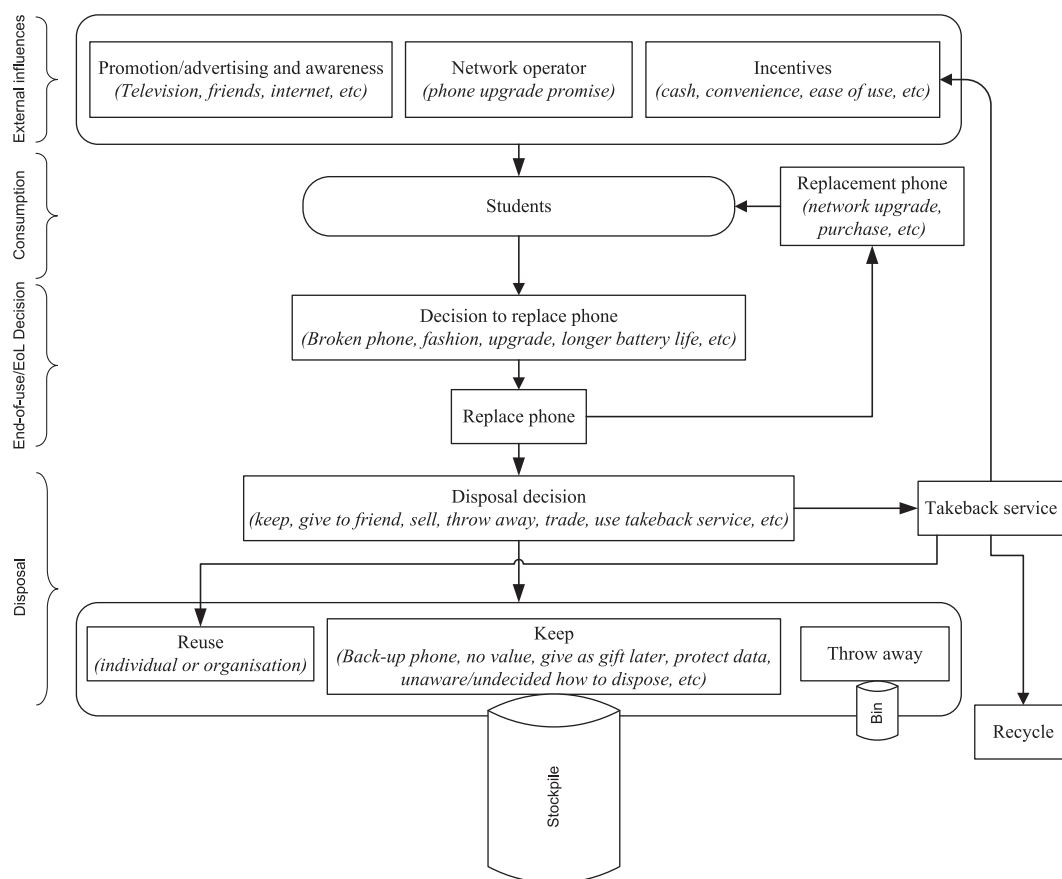 External influences
Promotion/advertising and awareness
(Television, friends, internet, etc)
Network operator
(phone upgrade promise)
Incentives
(cash, convenience, ease of use, etc)
Consumption
Students
Replacement phone
(network upgrade,
purchase, etc)
End-of-use/EoL Decision
Decision to replace phone
(Broken phone, fashion, upgrade, longer battery life, etc)
Replace phone
Disposal
Disposal decision
(keep, give to friend, sell, throw away, trade, use takeback service, etc)
Takeback service
Reuse
(individual or organisation)
Keep
(Back-up phone, no value, give as gift later, protect data,
unaware/undecided how to dispose, etc)
Throw away
Bin
Recycle
Stockpile